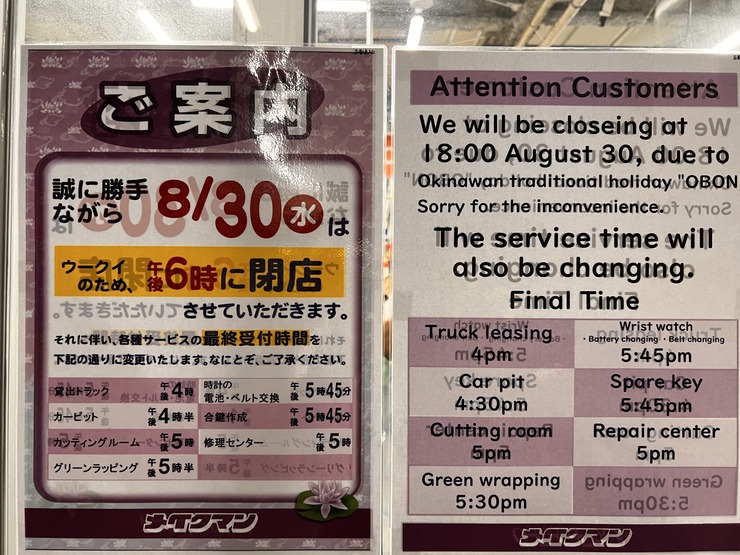 ご案内
誠に勝手
ながら
8/30水は
ウークイ
のため、
午後6時に閉店
させていただきます。
それに伴い、各種サービスの最終受付時間を
下記の通りに変更いたします。なにとぞ、ご了承ください。
貸出トラック 午後4時
時計の
電池・ベルト交換 午後5時45分
カーピット 午後4時半
合鍵作成 午後5時45分
カッティングルーム 午後5時
修理センター 午後5時
グリーンラッピング 午後5時半
メイクマン
Attention Customers
We will be closeing at
18:00 August 30, due to
Okinawan traditional holiday "OBON
Sorry for the inconvenience.
The service time will
also be changing.
Final Time
Truck leasing
4pm
Wrist watch
・Battery changing ・Belt changing
5:45pm
Car pit
4:30pm
Spare key
5:45pm
Cutting room
5pm
Repair center
5pm
Green wrapping
5:30pm
メイクマン